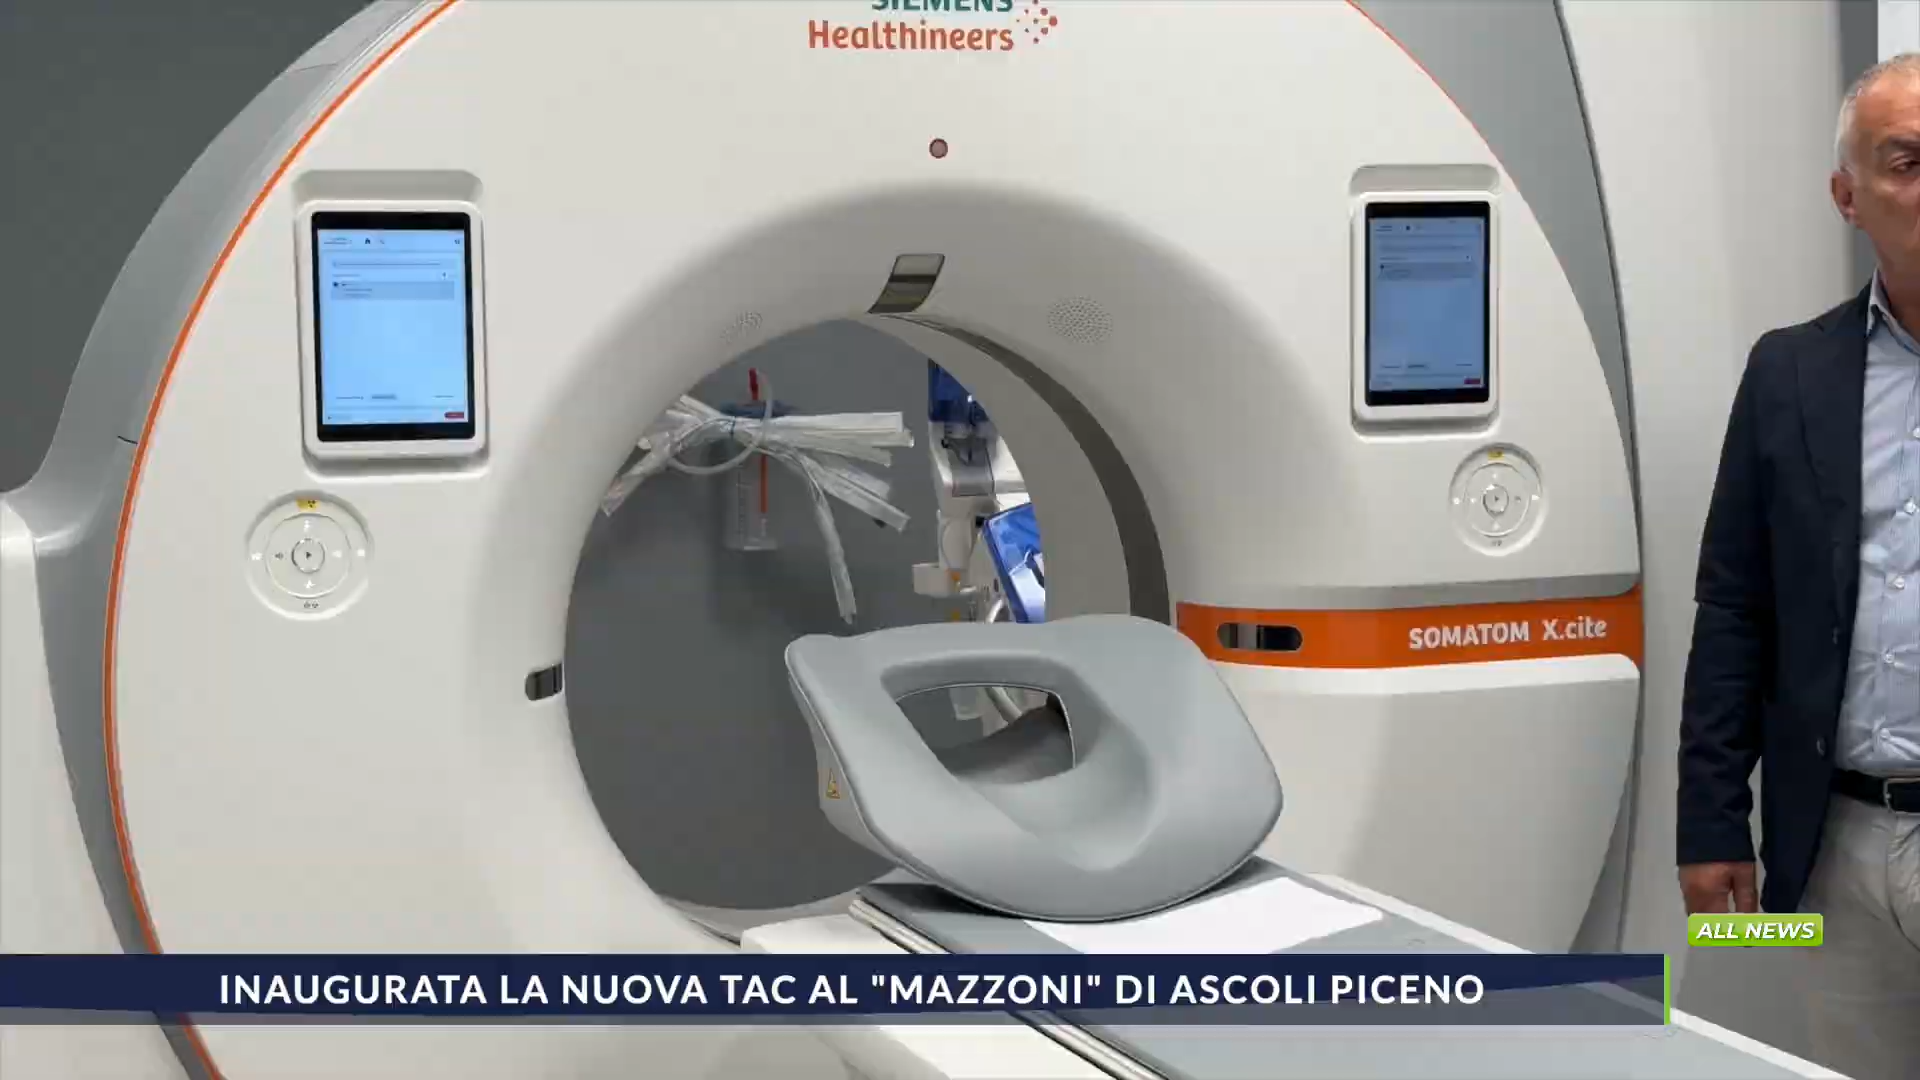 SIEMENS
Healthineers
SOMATOM X.cite
ALL NEWS
INAUGURATA LA NUOVA TAC AL "MAZZONI" DI ASCOLI PICENO